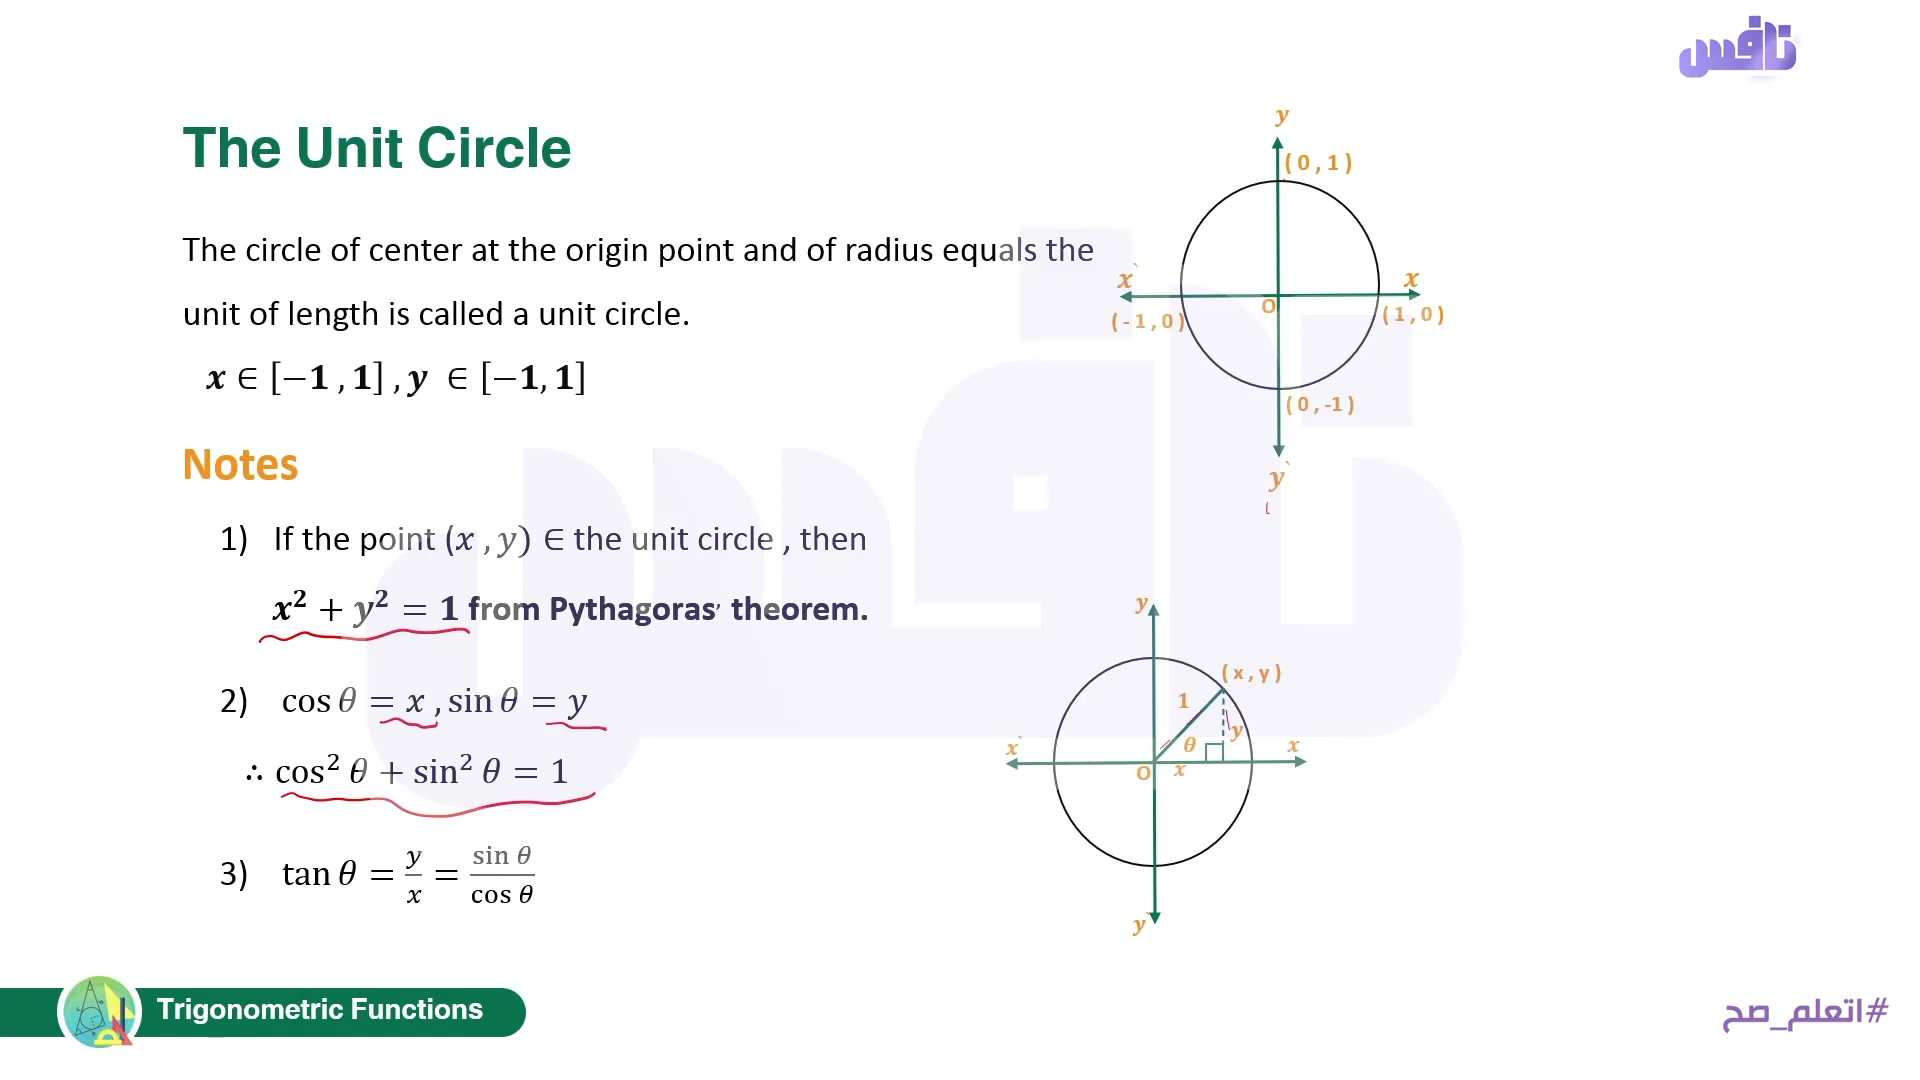 نافس
The Unit Circle
The circle of center at the origin point and of radius equals the
unit of length is called a unit circle.
x ∈ [−1 , 1] , y ∈ [−1, 1]
Notes
1) If the point (x , y) ∈ the unit circle , then
x² + y² = 1 from Pythagoras’ theorem.
2) cos θ = x , sin θ = y
∴ cos² θ + sin² θ = 1
3) tan θ = y/x = sin θ/cos θ
y
( 0 , 1 )
x` x
O
( - 1 , 0 ) ( 1 , 0 )
( 0 , -1 )
y`
y
( x , y )
1
y
θ
x` x
O x
y
Trigonometric Functions
#اتعلم_صح